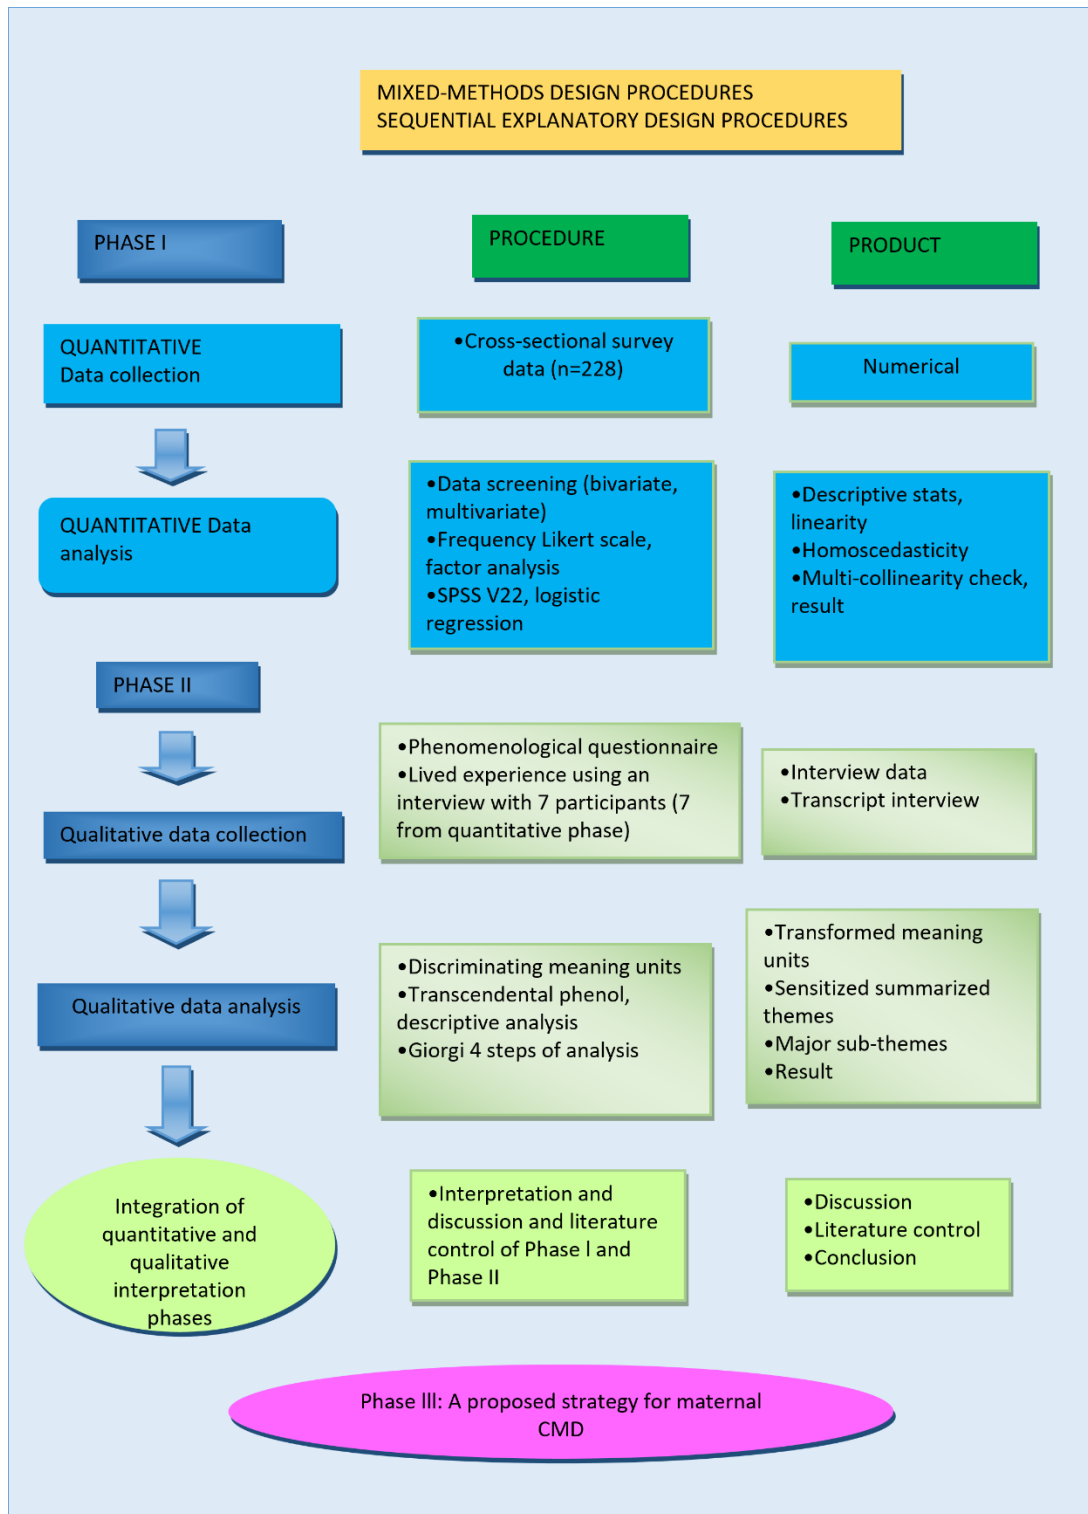 MIXED-METHODS DESIGN PROCEDURES
SEQUENTIAL EXPLANATORY DESIGN PROCEDURES
PHASE I
PROCEDURE
PRODUCT
QUANTITATIVE
Data collection
•Cross-sectional survey
data (n=228)
Numerical
QUANTITATIVE Data
analysis
•Data screening (bivariate,
multivariate)
•Frequency Likert scale,
factor analysis
•SPSS V22, logistic
regression
•Descriptive stats,
linearity
•Homoscedasticity
•Multi-collinearity check,
result
PHASE II
Qualitative data collection
•Phenomenological questionnaire
•Lived experience using an
interview with 7 participants (7
from quantitative phase)
•Interview data
•Transcript interview
Qualitative data analysis
•Discriminating meaning units
•Transcendental phenol,
descriptive analysis
•Giorgi 4 steps of analysis
•Transformed meaning
units
•Sensitized summarized
themes
•Major sub-themes
•Result
Integration of
quantitative and
qualitative
interpretation
phases
•Interpretation and
discussion and literature
control of Phase l and
Phase II
•Discussion
•Literature control
•Conclusion
Phase lll: A proposed strategy for maternal
CMD